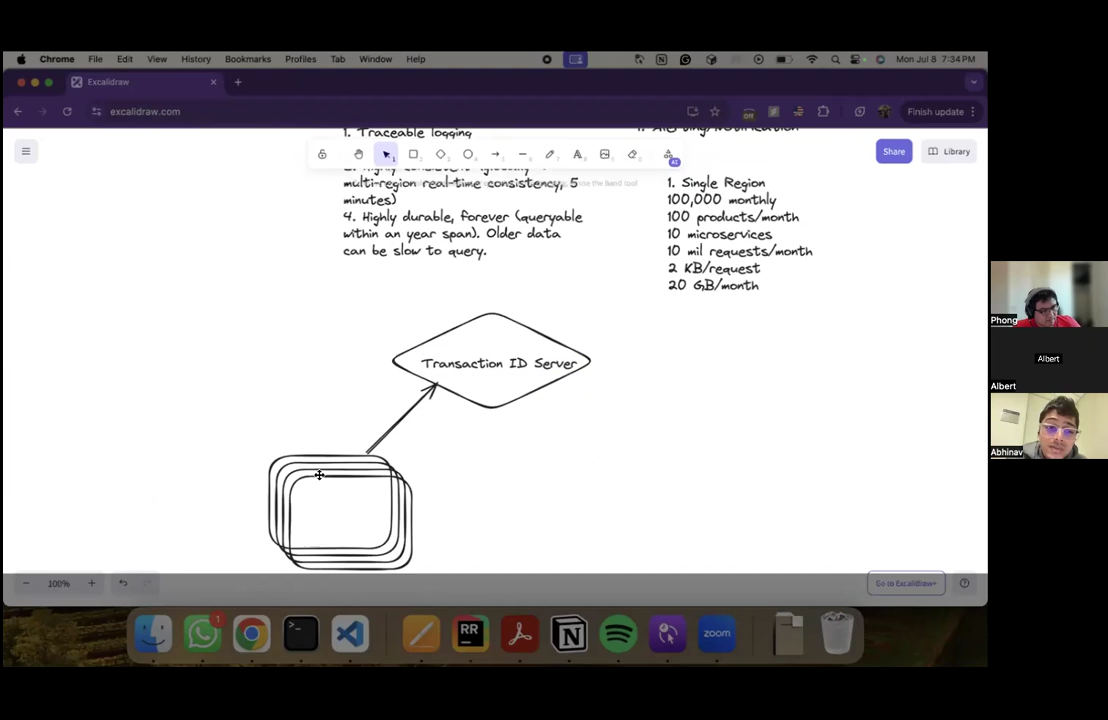 Chrome File Edit View History Bookmarks Profiles Tab Window Help Mon Jul 8 7:34 PM
Excalidraw
excalidraw.com Finish update
1. Traceable logging
Share
Library
multi-region real-time consistency, 5
minutes)
4. Highly durable, forever (queryable
within an year span). Older data
can be slow to query.
1. Single Region
100,000 monthly
100 products/month
10 microservices
10 mil requests/month
2 KB/request
20 GB/month
Transaction ID Server
100%
Go to Excalidraw+
Phong
Albert
Albert
Abhinav
1
RR
zoom